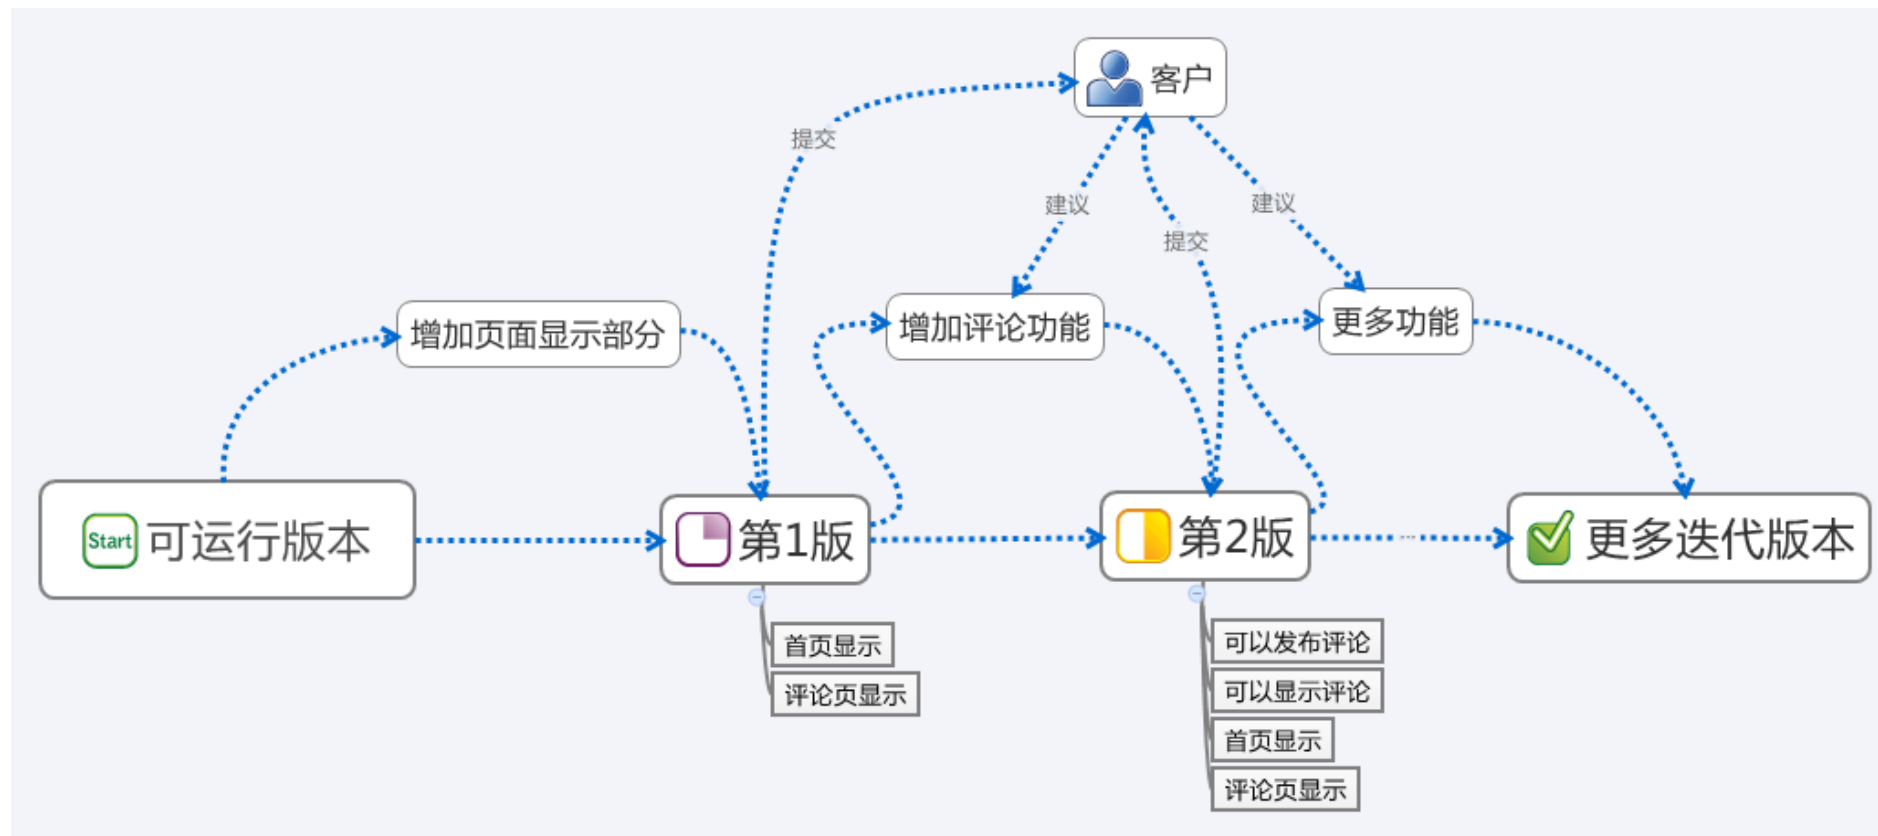 客户
提交
建议
建议
提交
增加页面显示部分
增加评论功能
更多功能
Start 可运行版本
第1版
第2版
...
更多迭代版本
首页显示
评论页显示
可以发布评论
可以显示评论
首页显示
评论页显示